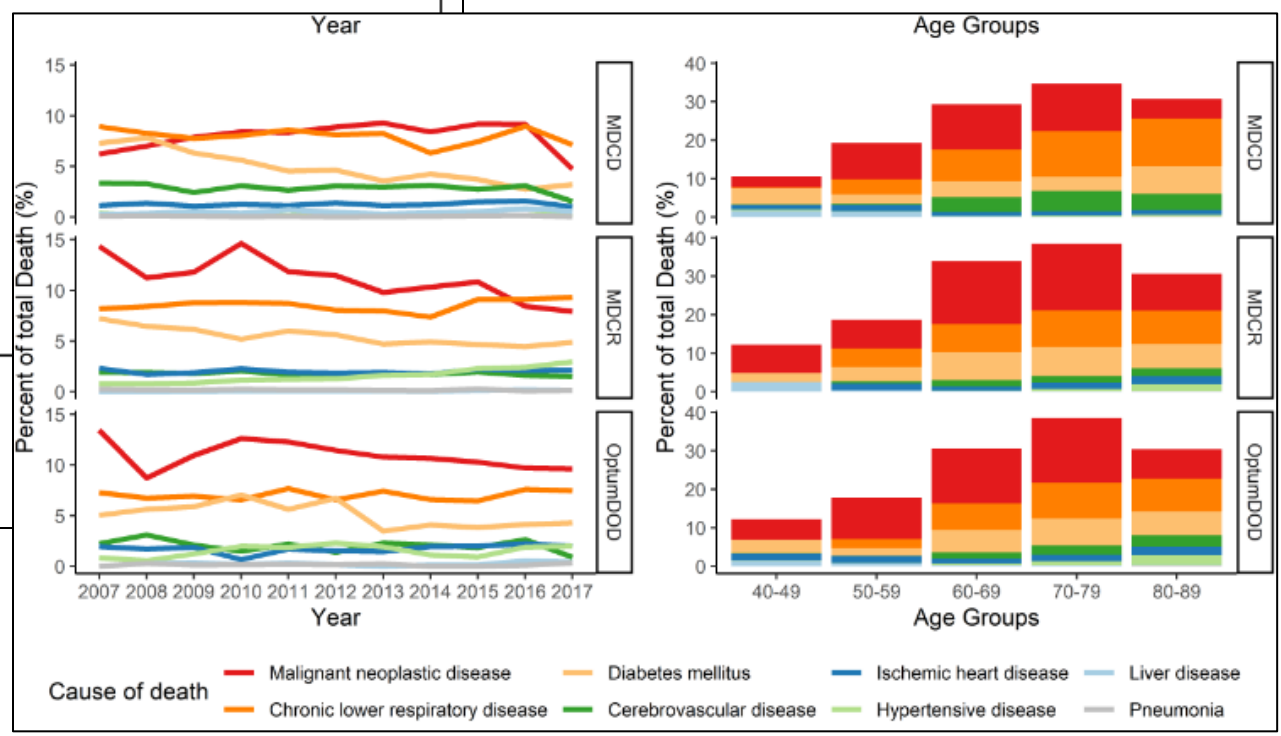 Year
Age Groups
Percent of total Death (%)
15
10
5
0
MDCD
15
10
5
0
MDCR
15
10
5
0
OptumDOD
2007 2008 2009 2010 2011 2012 2013 2014 2015 2016 2017
Year
Percent of total Death (%)
40
30
20
10
0
MDCD
40
30
20
10
0
MDCR
40
30
20
10
0
OptumDOD
40-49 50-59 60-69 70-79 80-89
Age Groups
Cause of death
Malignant neoplastic disease
Diabetes mellitus
Ischemic heart disease
Liver disease
Chronic lower respiratory disease
Cerebrovascular disease
Hypertensive disease
Pneumonia